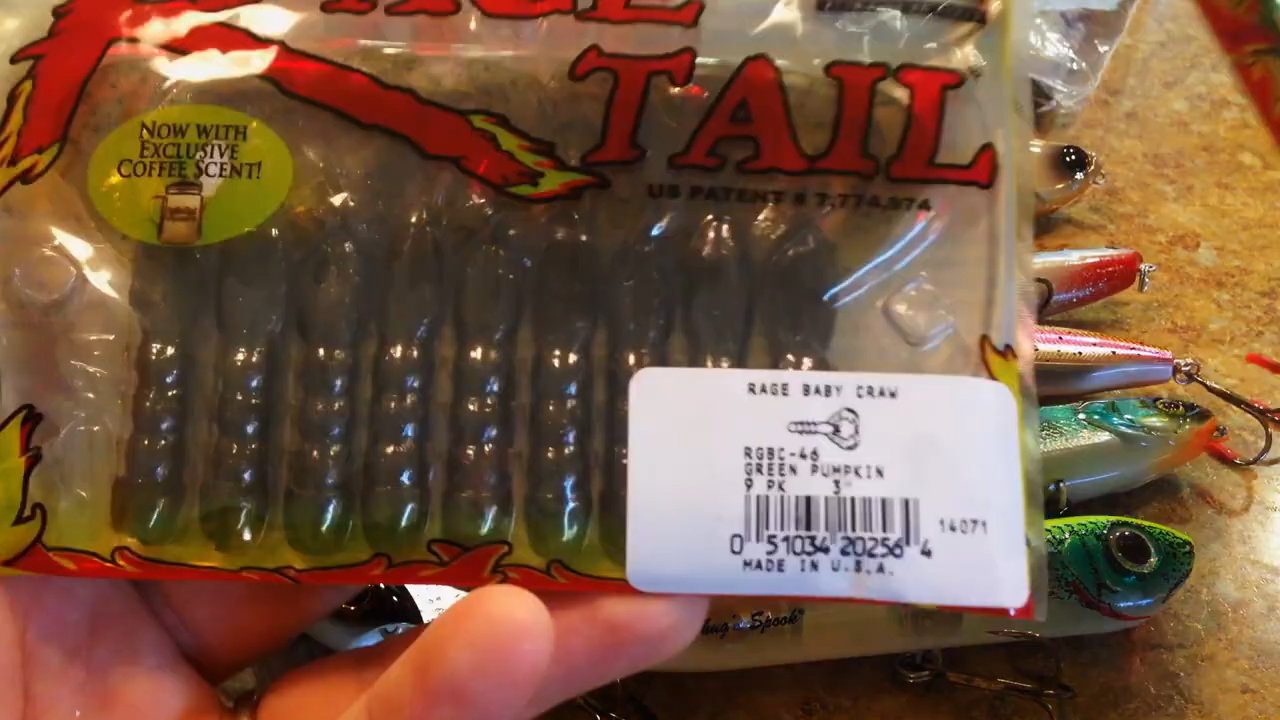 TAIL
US PATENT # 7,774,974
NOW WITH
EXCLUSIVE
COFFEE SCENT!
RAGE BABY CRAW
RGBC-46
GREEN PUMPKIN
9 PK 3"
14071
0 51034 20256 4
MADE IN U.S.A.
Spook®